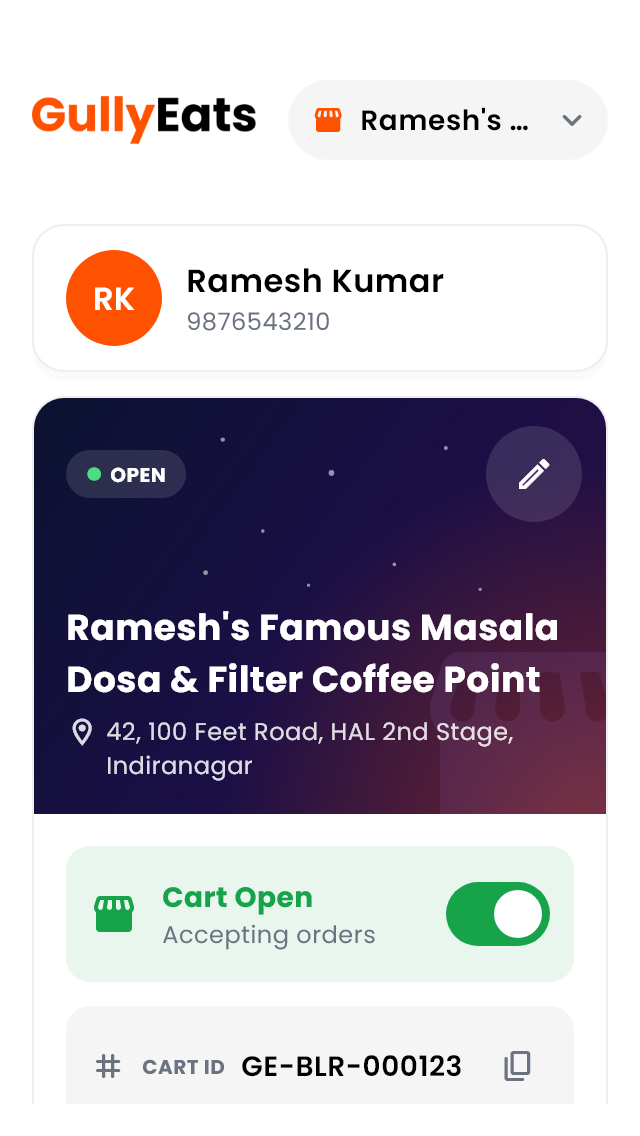 GullyEats
Ramesh's ...
RK
Ramesh Kumar
9876543210
OPEN
Ramesh's Famous Masala
Dosa & Filter Coffee Point
42, 100 Feet Road, HAL 2nd Stage,
Indiranagar
Cart Open
Accepting orders
# CART ID GE-BLR-000123